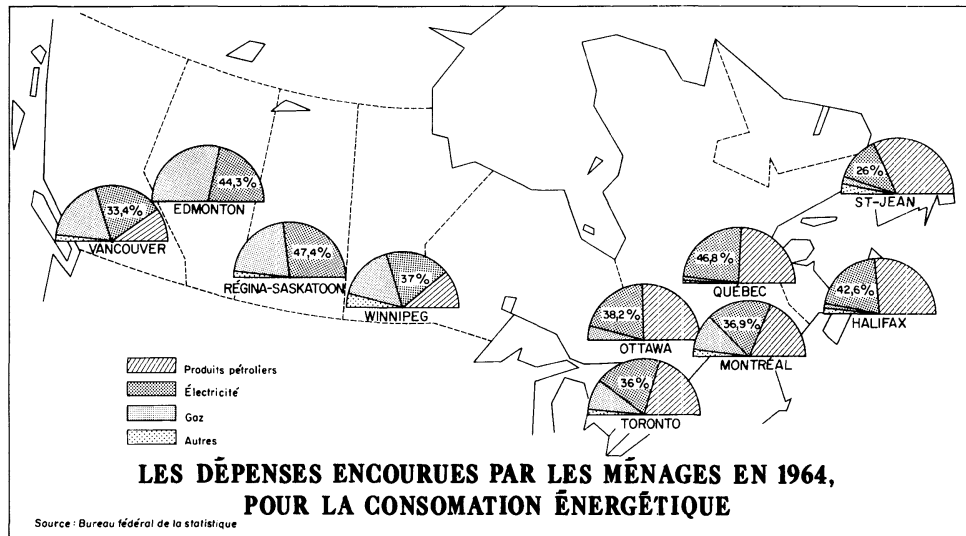 26%
ST-JEAN
44,3%
EDMONTON
33,4%
VANCOUVER
47,4%
RÉGINA-SASKATOON
37%
WINNIPEG
46,8%
QUÉBEC
42,6%
HALIFAX
38,2%
OTTAWA
36,9%
MONTRÉAL
36%
TORONTO
Produits pétroliers
Électricité
Gaz
Autres
LES DÉPENSES ENCOURUES PAR LES MÉNAGES EN 1964,
POUR LA CONSOMATION ÉNERGÉTIQUE
Source : Bureau fédéral de la statistique